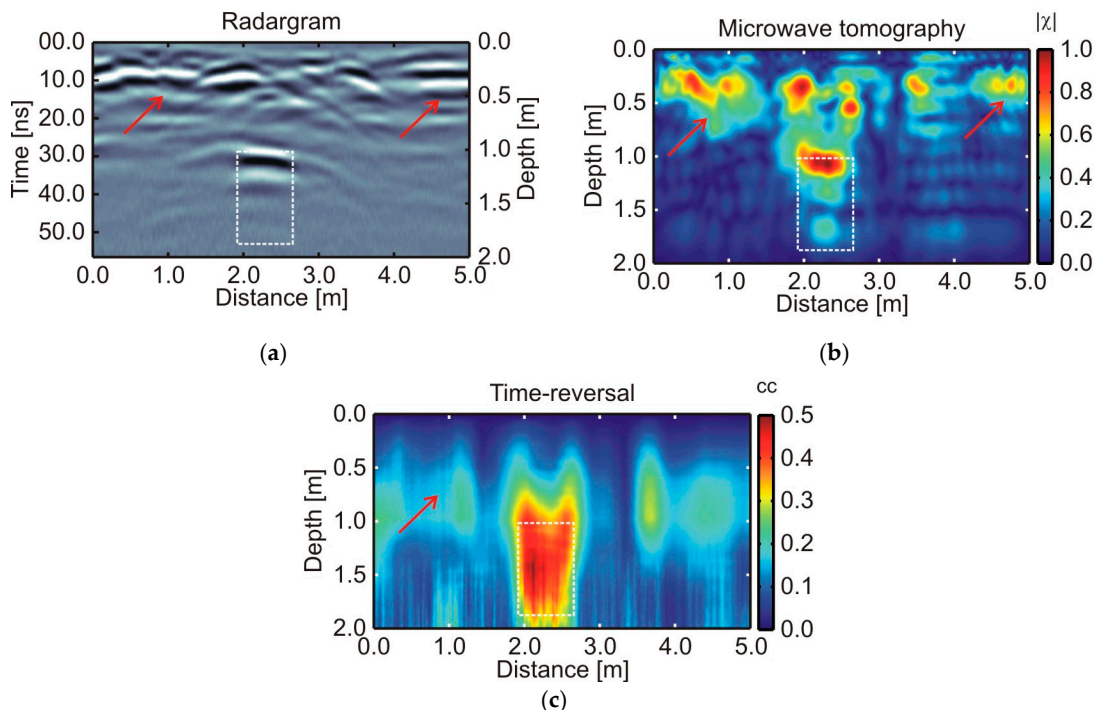 Radargram
Time [ns]
00.0
10.0
20.0
30.0
40.0
50.0
0.0
0.5
1.0
1.5
2.0
Depth [m]
0.0 1.0 2.0 3.0 4.0 5.0
Distance [m]
(a)
Microwave tomography
|χ|
Depth [m]
0.0
0.5
1.0
1.5
2.0
0.0 1.0 2.0 3.0 4.0 5.0
Distance [m]
1.0
0.8
0.6
0.4
0.2
0.0
(b)
Time-reversal
cc
Depth [m]
0.0
0.5
1.0
1.5
2.0
0.0 1.0 2.0 3.0 4.0 5.0
Distance [m]
0.5
0.4
0.3
0.2
0.1
0.0
(c)